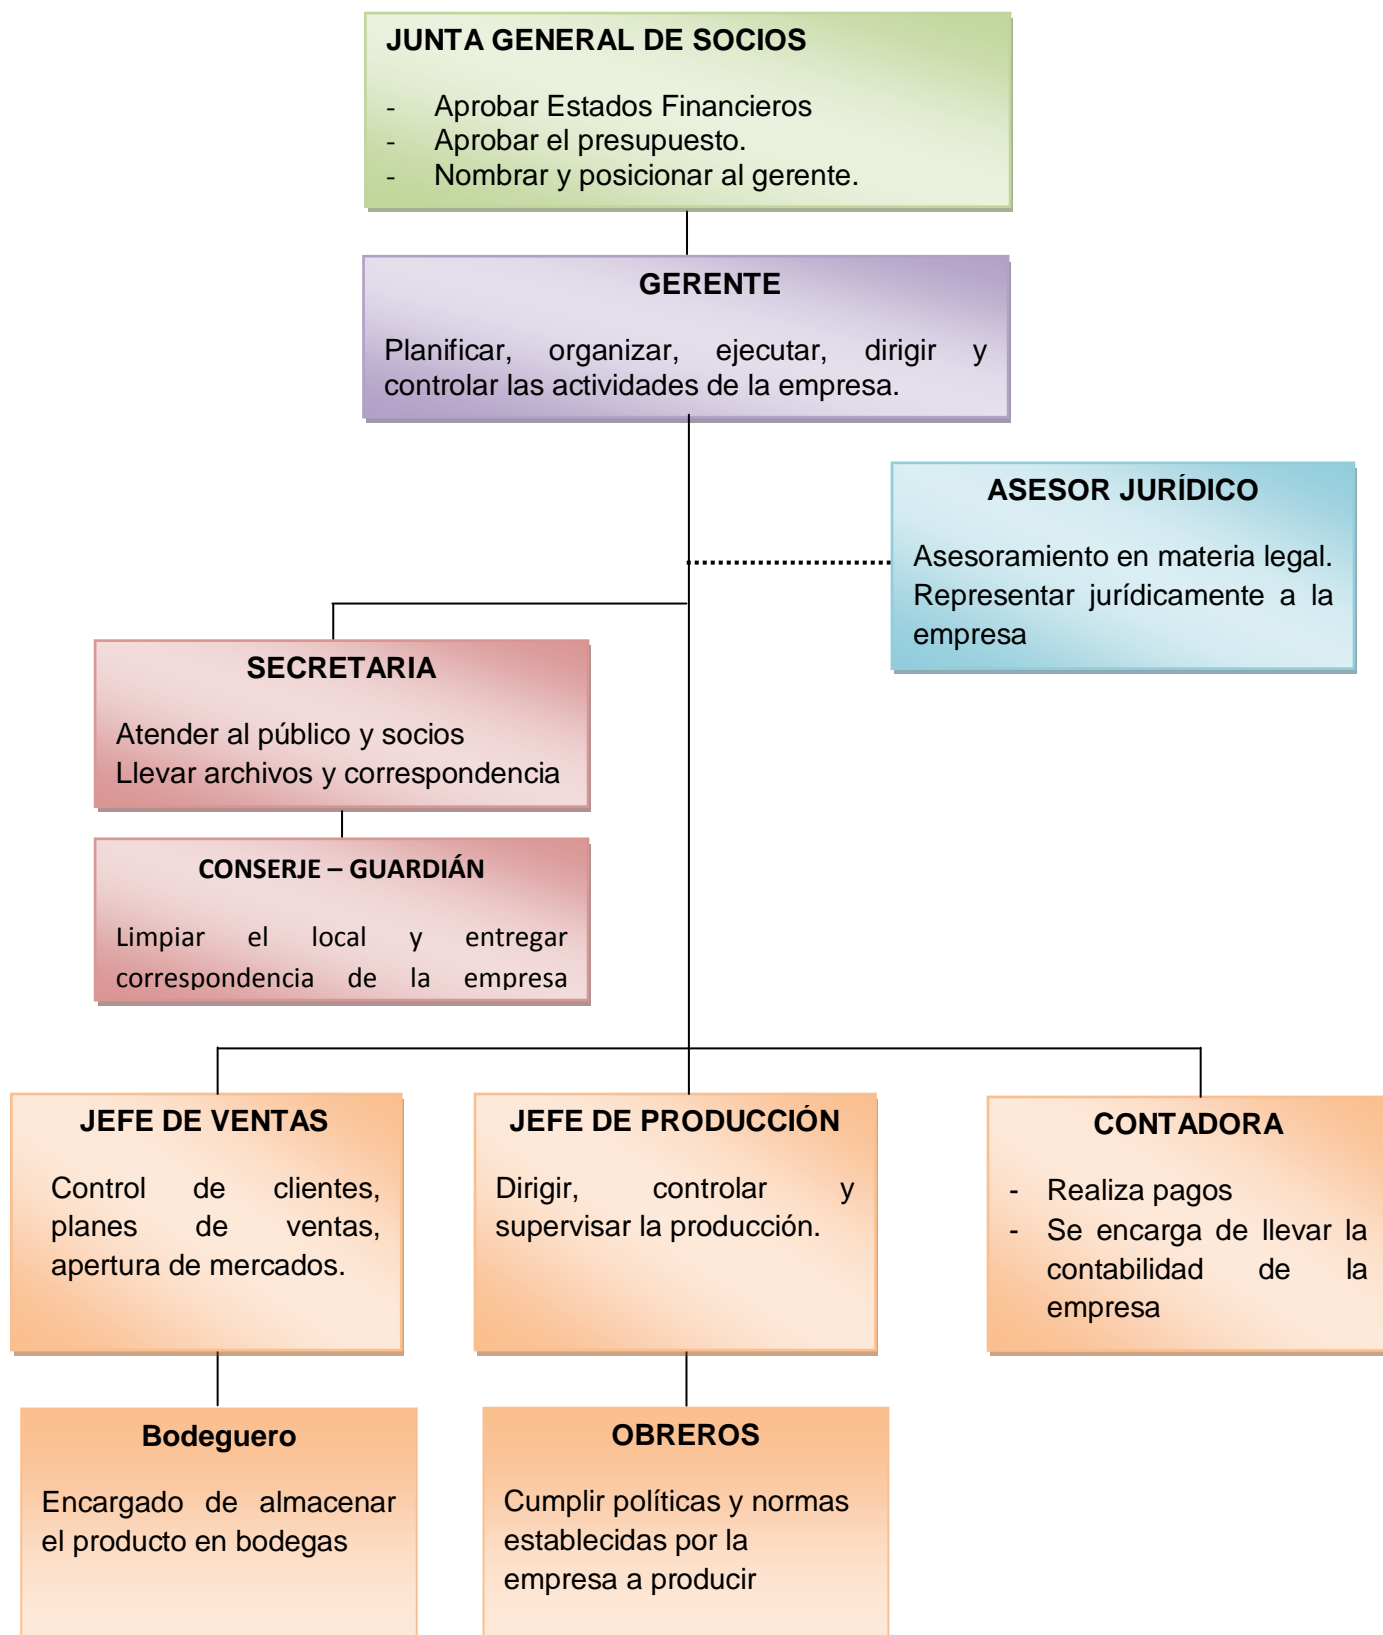 JUNTA GENERAL DE SOCIOS
- Aprobar Estados Financieros
- Aprobar el presupuesto.
- Nombrar y posicionar al gerente.
GERENTE
Planificar, organizar, ejecutar, dirigir y
controlar las actividades de la empresa.
ASESOR JURÍDICO
Asesoramiento en materia legal.
Representar jurídicamente a la
empresa
SECRETARIA
Atender al público y socios
Llevar archivos y correspondencia
CONSERJE – GUARDIÁN
Limpiar el local y entregar
correspondencia de la empresa
JEFE DE VENTAS
Control de clientes,
planes de ventas,
apertura de mercados.
JEFE DE PRODUCCIÓN
Dirigir, controlar y
supervisar la producción.
CONTADORA
- Realiza pagos
- Se encarga de llevar la
contabilidad de la
empresa
Bodeguero
Encargado de almacenar
el producto en bodegas
OBREROS
Cumplir políticas y normas
establecidas por la
empresa a producir